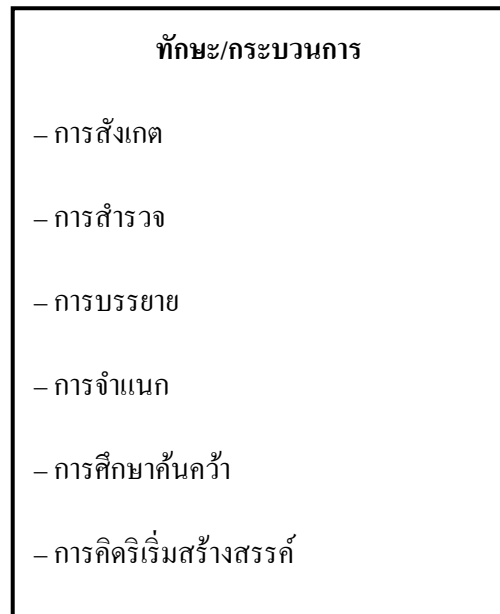 ทักษะ/กระบวนการ
– การสังเกต
– การสำรวจ
– การบรรยาย
– การจำแนก
– การศึกษาค้นคว้า
– การคิดริเริ่มสร้างสรรค์